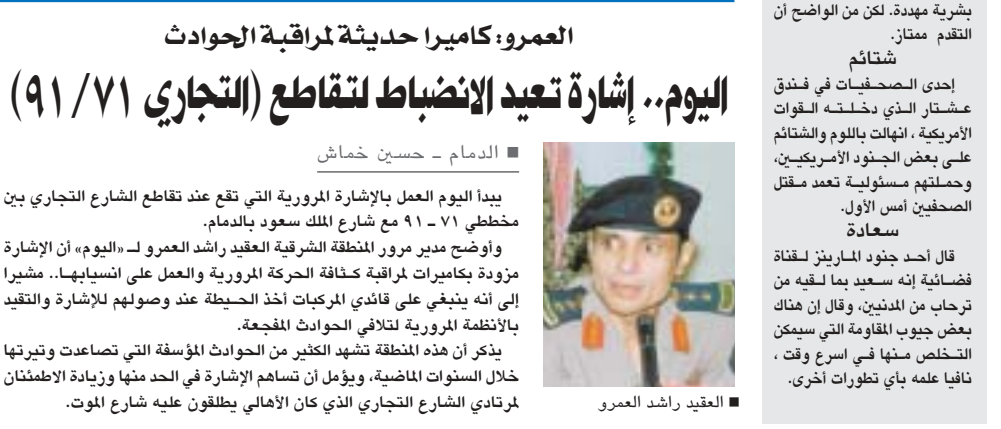 العمرو: كاميرا حديثة لمراقبة الحوادث
اليوم.. إشارة تعيد الانضباط لتقاطع (التجاري ٩١/٧١)
■ الدمام ـ حسين خماش
يبدأ اليوم العمل بالإشارة المرورية التي تقع عند تقاطع الشارع التجاري بين
مخططي ٧١ ـ ٩١ مع شارع الملك سعود بالدمام.
وأوضح مدير مرور المنطقة الشرقية العقيد راشد العمرو لــ «اليوم» أن الإشارة
مزودة بكاميرات لمراقبة كثافة الحركة المرورية والعمل على انسيابها.. مشيرا
إلى أنه ينبغي على قائدي المركبات أخذ الحيطة عند وصولهم للإشارة والتقيد
بالأنظمة المرورية لتلافي الحوادث المفجعة.
يذكر أن هذه المنطقة تشهد الكثير من الحوادث المؤسفة التي تصاعدت وتيرتها
خلال السنوات الماضية، ويؤمل أن تساهم الإشارة في الحد منها وزيادة الاطمئنان
لمرتادي الشارع التجاري الذي كان الأهالي يطلقون عليه شارع الموت.
■ العقيد راشد العمرو
بشرية مهددة. لكن من الواضح أن
التقدم ممتاز.
شتائم
إحدى الصحفيات في فندق
عشتار الذي دخلته القوات
الأمريكية ، انهالت باللوم والشتائم
على بعض الجنود الأمريكيين،
وحملتهم مسئولية تعمد مقتل
الصحفيين أمس الأول.
سعادة
قال أحد جنود المارينز لقناة
فضائية إنه سعيد بما لقيه من
ترحاب من المدنيين، وقال إن هناك
بعض جيوب المقاومة التي سيمكن
التخلص منها في اسرع وقت ،
نافيا علمه بأي تطورات أخرى.